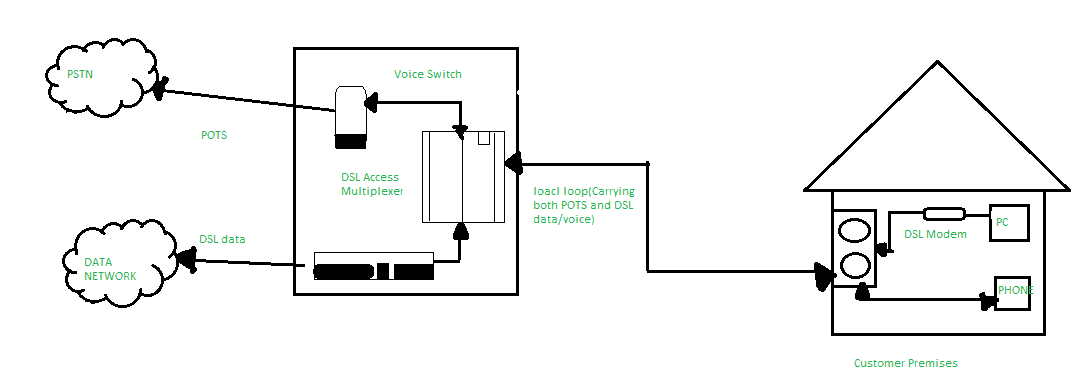 PSTN
Voice Switch
POTS
DSL Access
Multiplexer
loacl loop(Carrying
both POTS and DSL
data/voice)
DSL data
DATA
NETWORK
PC
DSL Modem
PHONE
Customer Premises